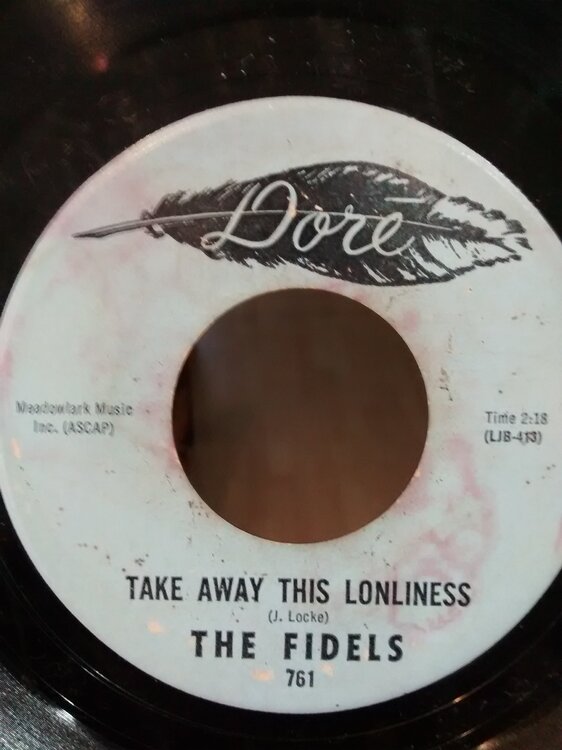 Doré
Meadowlark Music
Inc. (ASCAP)
Time 2:18
(LJB-413)
TAKE AWAY THIS LONLINESS
(J. Locke)
THE FIDELS
761